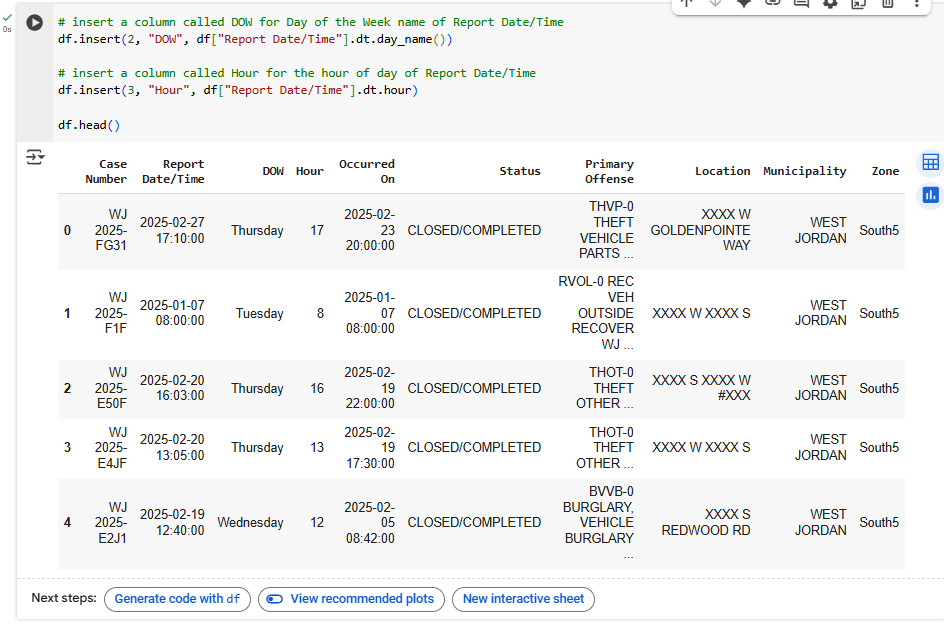 0s
# insert a column called DOW for Day of the Week name of Report Date/Time
df.insert(2, "DOW", df["Report Date/Time"].dt.day_name())
# insert a column called Hour for the hour of day of Report Date/Time
df.insert(3, "Hour", df["Report Date/Time"].dt.hour)
df.head()
Case Number Report Date/Time DOW Hour Occurred On Status Primary Offense Location Municipality Zone
0 WJ 2025-FG31 2025-02-27 17:10:00 Thursday 17 2025-02-23 20:00:00 CLOSED/COMPLETED THVP-0 THEFT VEHICLE PARTS ... XXXX W GOLDENPOINTE WAY WEST JORDAN South5
1 WJ 2025-F1F 2025-01-07 08:00:00 Tuesday 8 2025-01-07 08:00:00 CLOSED/COMPLETED RVOL-0 REC VEH OUTSIDE RECOVER WJ ... XXXX W XXXX S WEST JORDAN South5
2 WJ 2025-E50F 2025-02-20 16:03:00 Thursday 16 2025-02-19 22:00:00 CLOSED/COMPLETED THOT-0 THEFT OTHER ... XXXX S XXXX W #XXX WEST JORDAN South5
3 WJ 2025-E4JF 2025-02-20 13:05:00 Thursday 13 2025-02-19 17:30:00 CLOSED/COMPLETED THOT-0 THEFT OTHER ... XXXX W XXXX S WEST JORDAN South5
4 WJ 2025-E2J1 2025-02-19 12:40:00 Wednesday 12 2025-02-05 08:42:00 CLOSED/COMPLETED BVVB-0 BURGLARY, VEHICLE BURGLARY ... XXXX S REDWOOD RD WEST JORDAN South5
Next steps: Generate code with df View recommended plots New interactive sheet